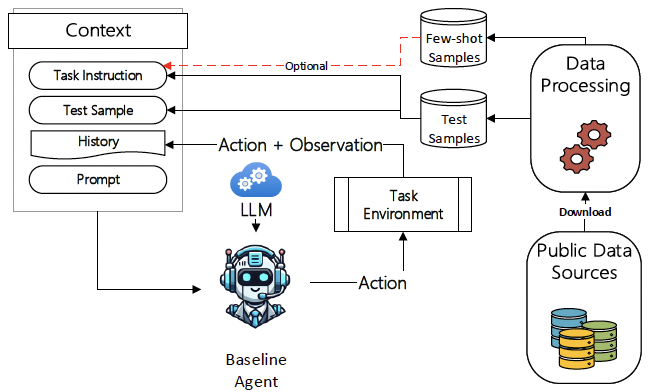 Context
Task Instruction
Test Sample
History
Prompt
Optional
Few-shot
Samples
Test
Samples
Data
Processing
Download
Public Data
Sources
Action + Observation
LLM
Task
Environment
Action
Baseline
Agent